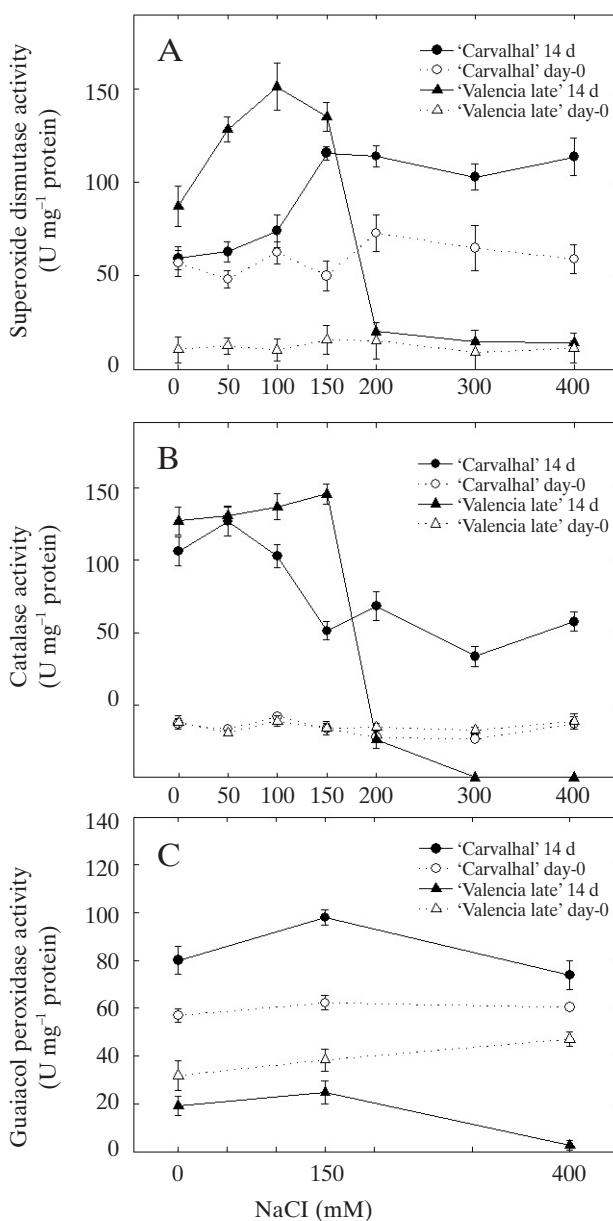 A
Superoxide dismutase activity
(U mg⁻¹ protein)
150
100
50
0
'Carvalhal' 14 d
'Carvalhal' day-0
'Valencia late' 14 d
'Valencia late' day-0
0 50 100 150 200 300 400
B
Catalase activity
(U mg⁻¹ protein)
150
100
50
0
'Carvalhal' 14 d
'Carvalhal' day-0
'Valencia late' 14 d
'Valencia late' day-0
0 50 100 150 200 300 400
C
Guaiacol peroxidase activity
(U mg⁻¹ protein)
140
120
100
80
60
40
20
0
'Carvalhal' 14 d
'Carvalhal' day-0
'Valencia late' 14 d
'Valencia late' day-0
0 150 400
NaCI (mM)